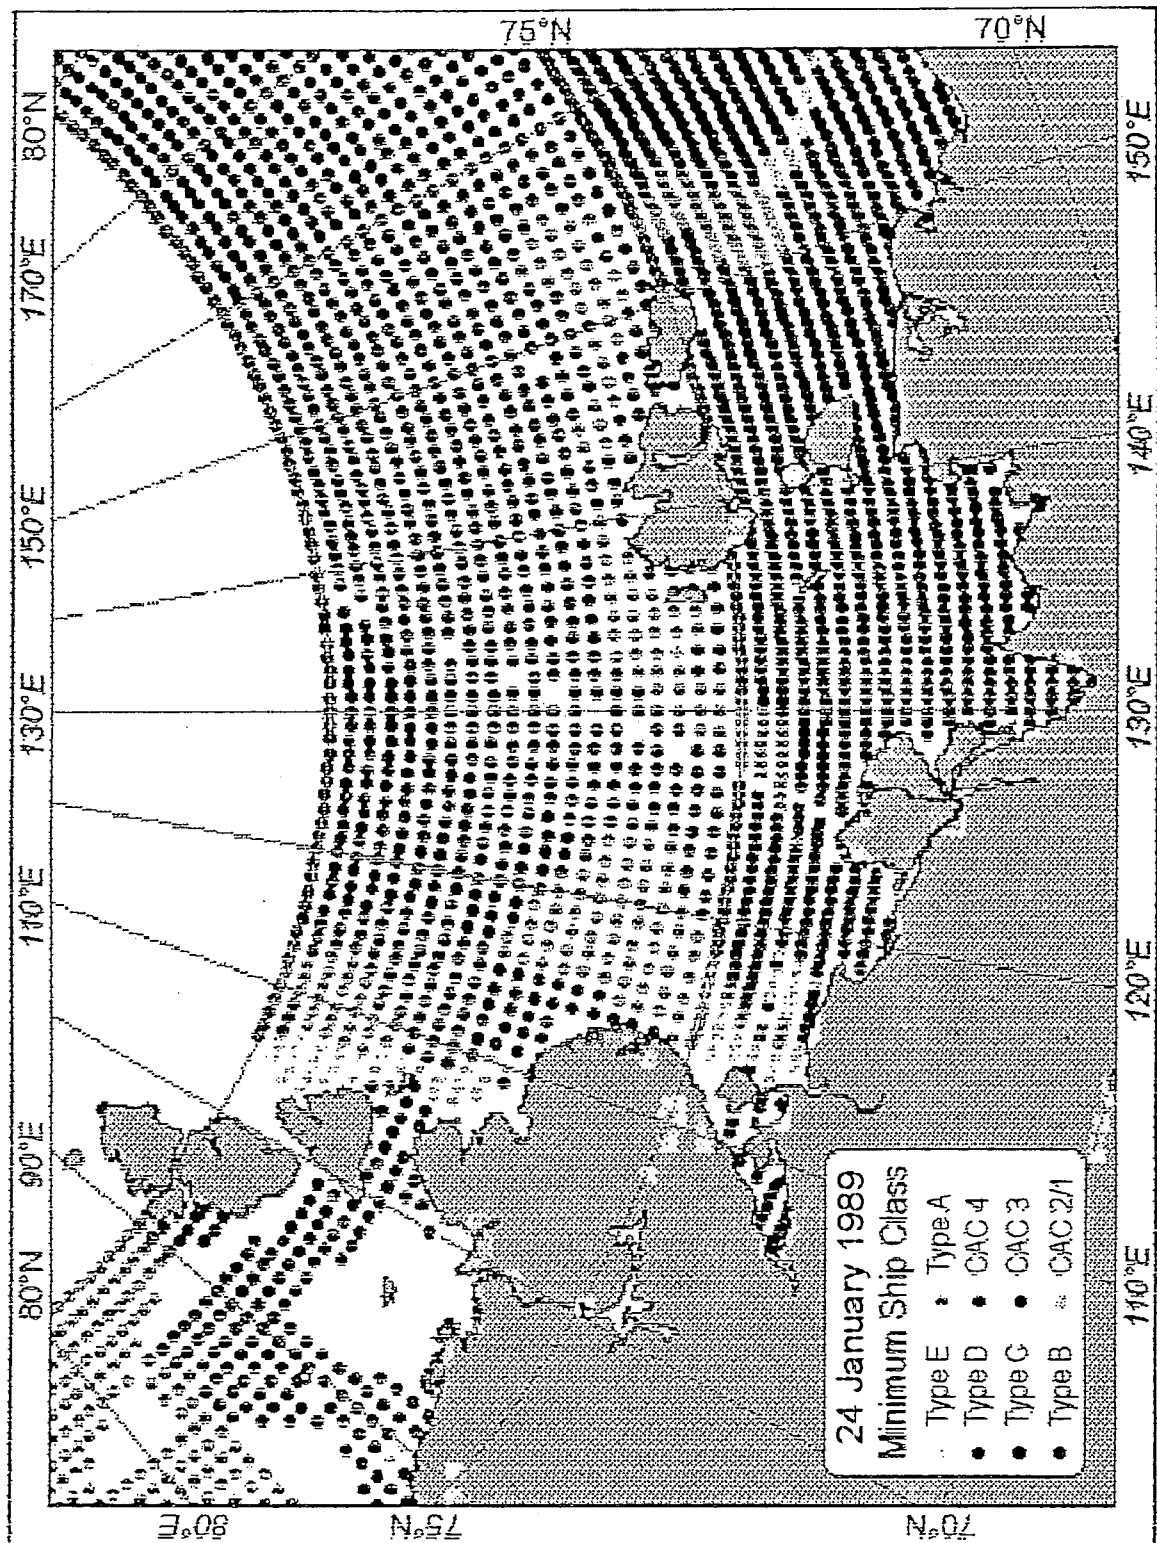 24 January 1989
Minimum Ship Class
Type E Type A
Type D CAC 4
Type G CAC 3
Type B CAC 2/1
80°N 90°E 110°E 130°E 150°E 170°E 80°N
80°E
75°N
70°N
110°E 120°E 130°E 140°E 150°E
75°N
70°N